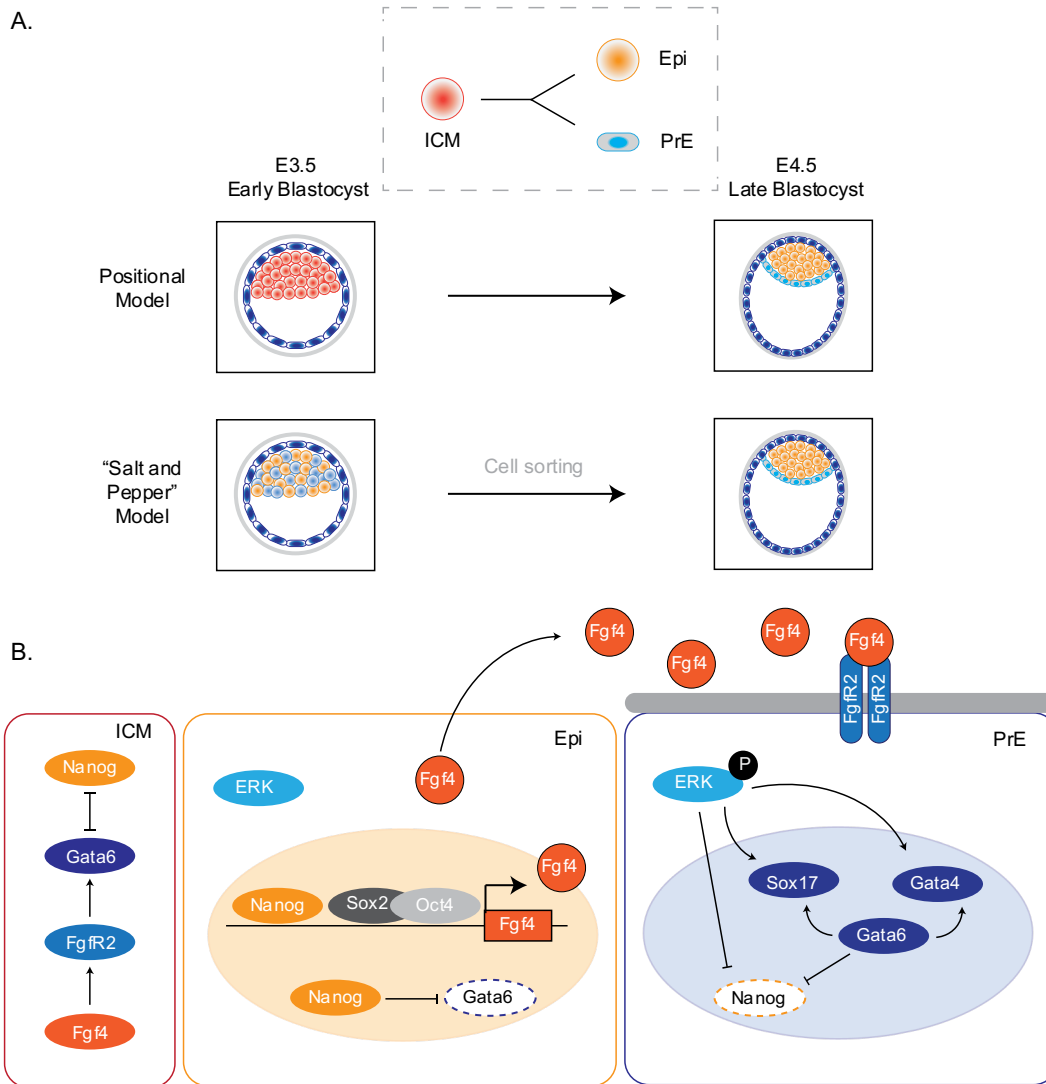 A.
Epi
ICM
PrE
E3.5
Early Blastocyst
E4.5
Late Blastocyst
Positional
Model
“Salt and
Pepper”
Model
Cell sorting
B.
Fgf4
Fgf4
Fgf4
Fgf4
FgfR2
FgfR2
ICM
Nanog
Gata6
FgfR2
Fgf4
Epi
ERK
Fgf4
Fgf4
Nanog
Sox2
Oct4
Fgf4
Nanog
Gata6
PrE
P
ERK
Sox17
Gata4
Gata6
Nanog